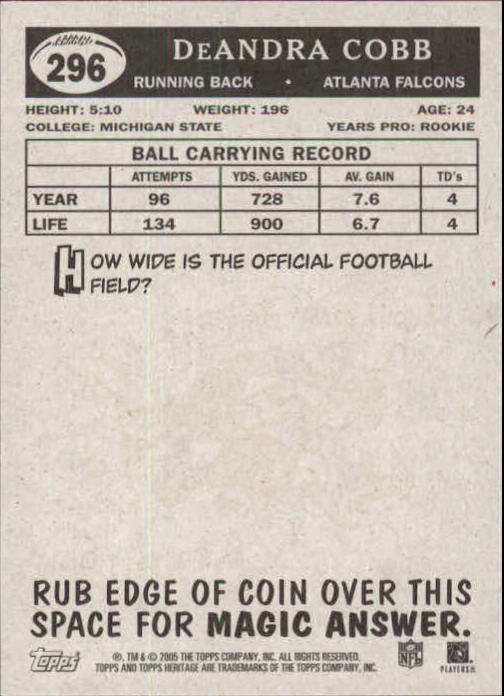 296
DEANDRA COBB
RUNNING BACK • ATLANTA FALCONS
HEIGHT: 5:10 WEIGHT: 196 AGE: 24
COLLEGE: MICHIGAN STATE YEARS PRO: ROOKIE
BALL CARRYING RECORD
ATTEMPTS YDS. GAINED AV. GAIN TD's
YEAR 96 728 7.6 4
LIFE 134 900 6.7 4
HOW WIDE IS THE OFFICIAL FOOTBALL
FIELD?
RUB EDGE OF COIN OVER THIS
SPACE FOR MAGIC ANSWER.
Topps ®, TM & © 2005 THE TOPPS COMPANY, INC. ALL RIGHTS RESERVED.
TOPPS AND TOPPS HERITAGE ARE TRADEMARKS OF THE TOPPS COMPANY, INC.
NFL PLAYERS